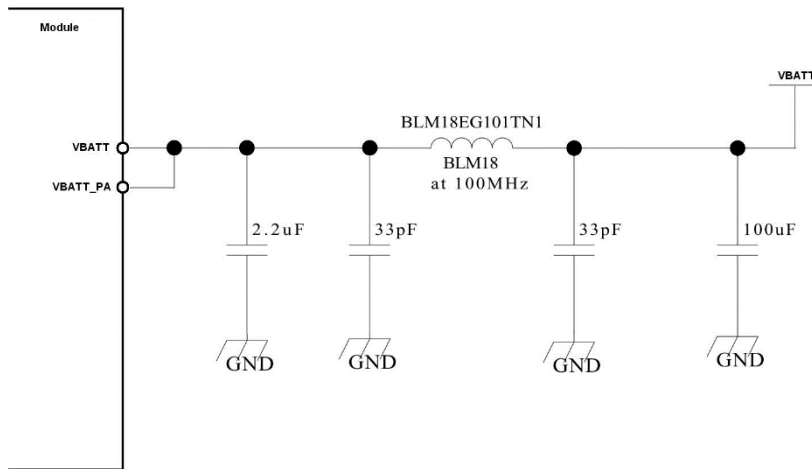 Module
VBATT
BLM18EG101TN1
VBATT
BLM18
at 100MHz
VBATT_PA
2.2uF
33pF
33pF
100uF
GND
GND
GND
GND